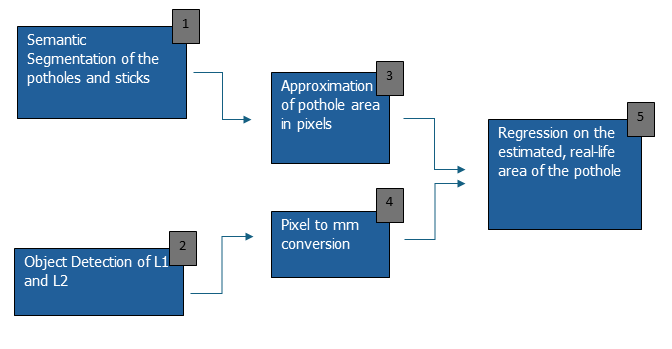 1
Semantic
Segmentation of the
potholes and sticks
2
Object Detection of L1
and L2
3
Approximation
of pothole area
in pixels
4
Pixel to mm
conversion
5
Regression on the
estimated, real-life
area of the pothole